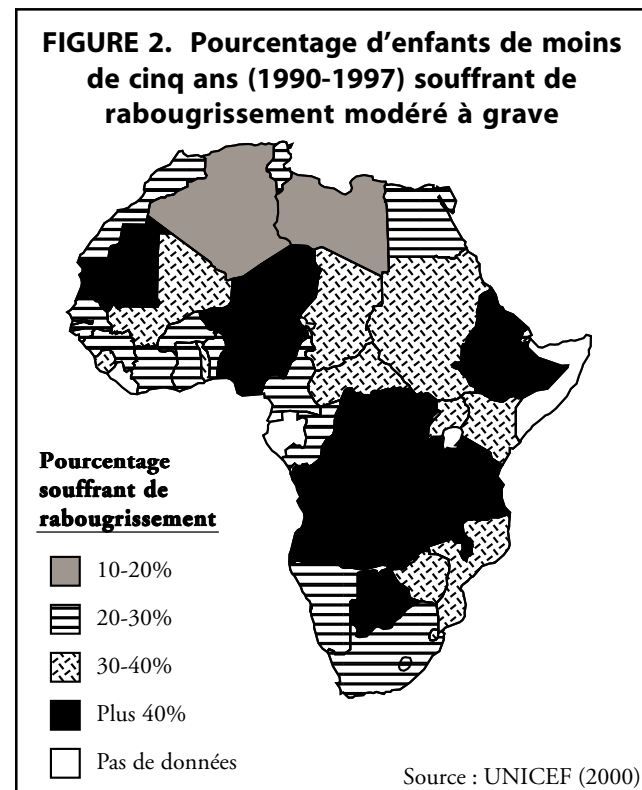 FIGURE 2. Pourcentage d’enfants de moins
de cinq ans (1990-1997) souffrant de
rabougrissement modéré à grave
Pourcentage
souffrant de
rabougrissement
10-20%
20-30%
30-40%
Plus 40%
Pas de données
Source : UNICEF (2000)